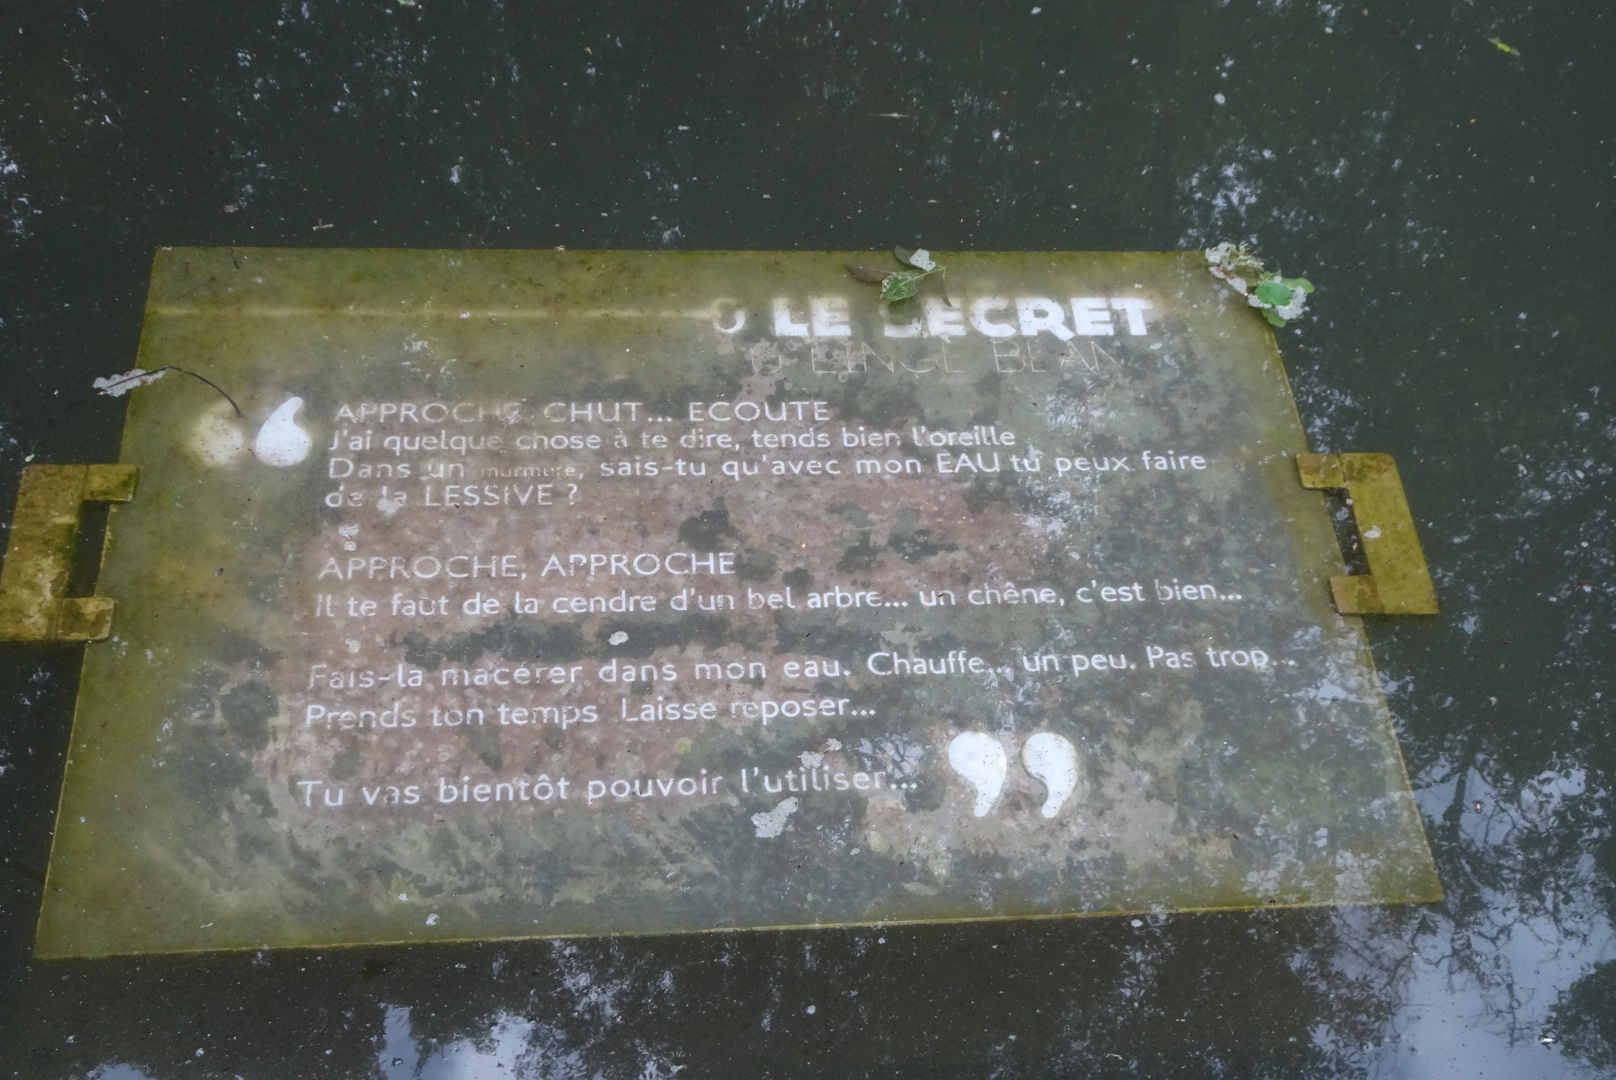 LE SECRET
LINGE BLAN
“
APPROCHE CHUT... ECOUTE
J'ai quelque chose à te dire, tends bien l'oreille
Dans un murmure, sais-tu qu'avec mon EAU tu peux faire
de la LESSIVE ?
APPROCHE, APPROCHE
Il te faut de la cendre d'un bel arbre... un chêne, c'est bien...
Fais-la macérer dans mon eau. Chauffe... un peu. Pas trop...
Prends ton temps Laisse reposer...
Tu vas bientôt pouvoir l'utiliser...
”